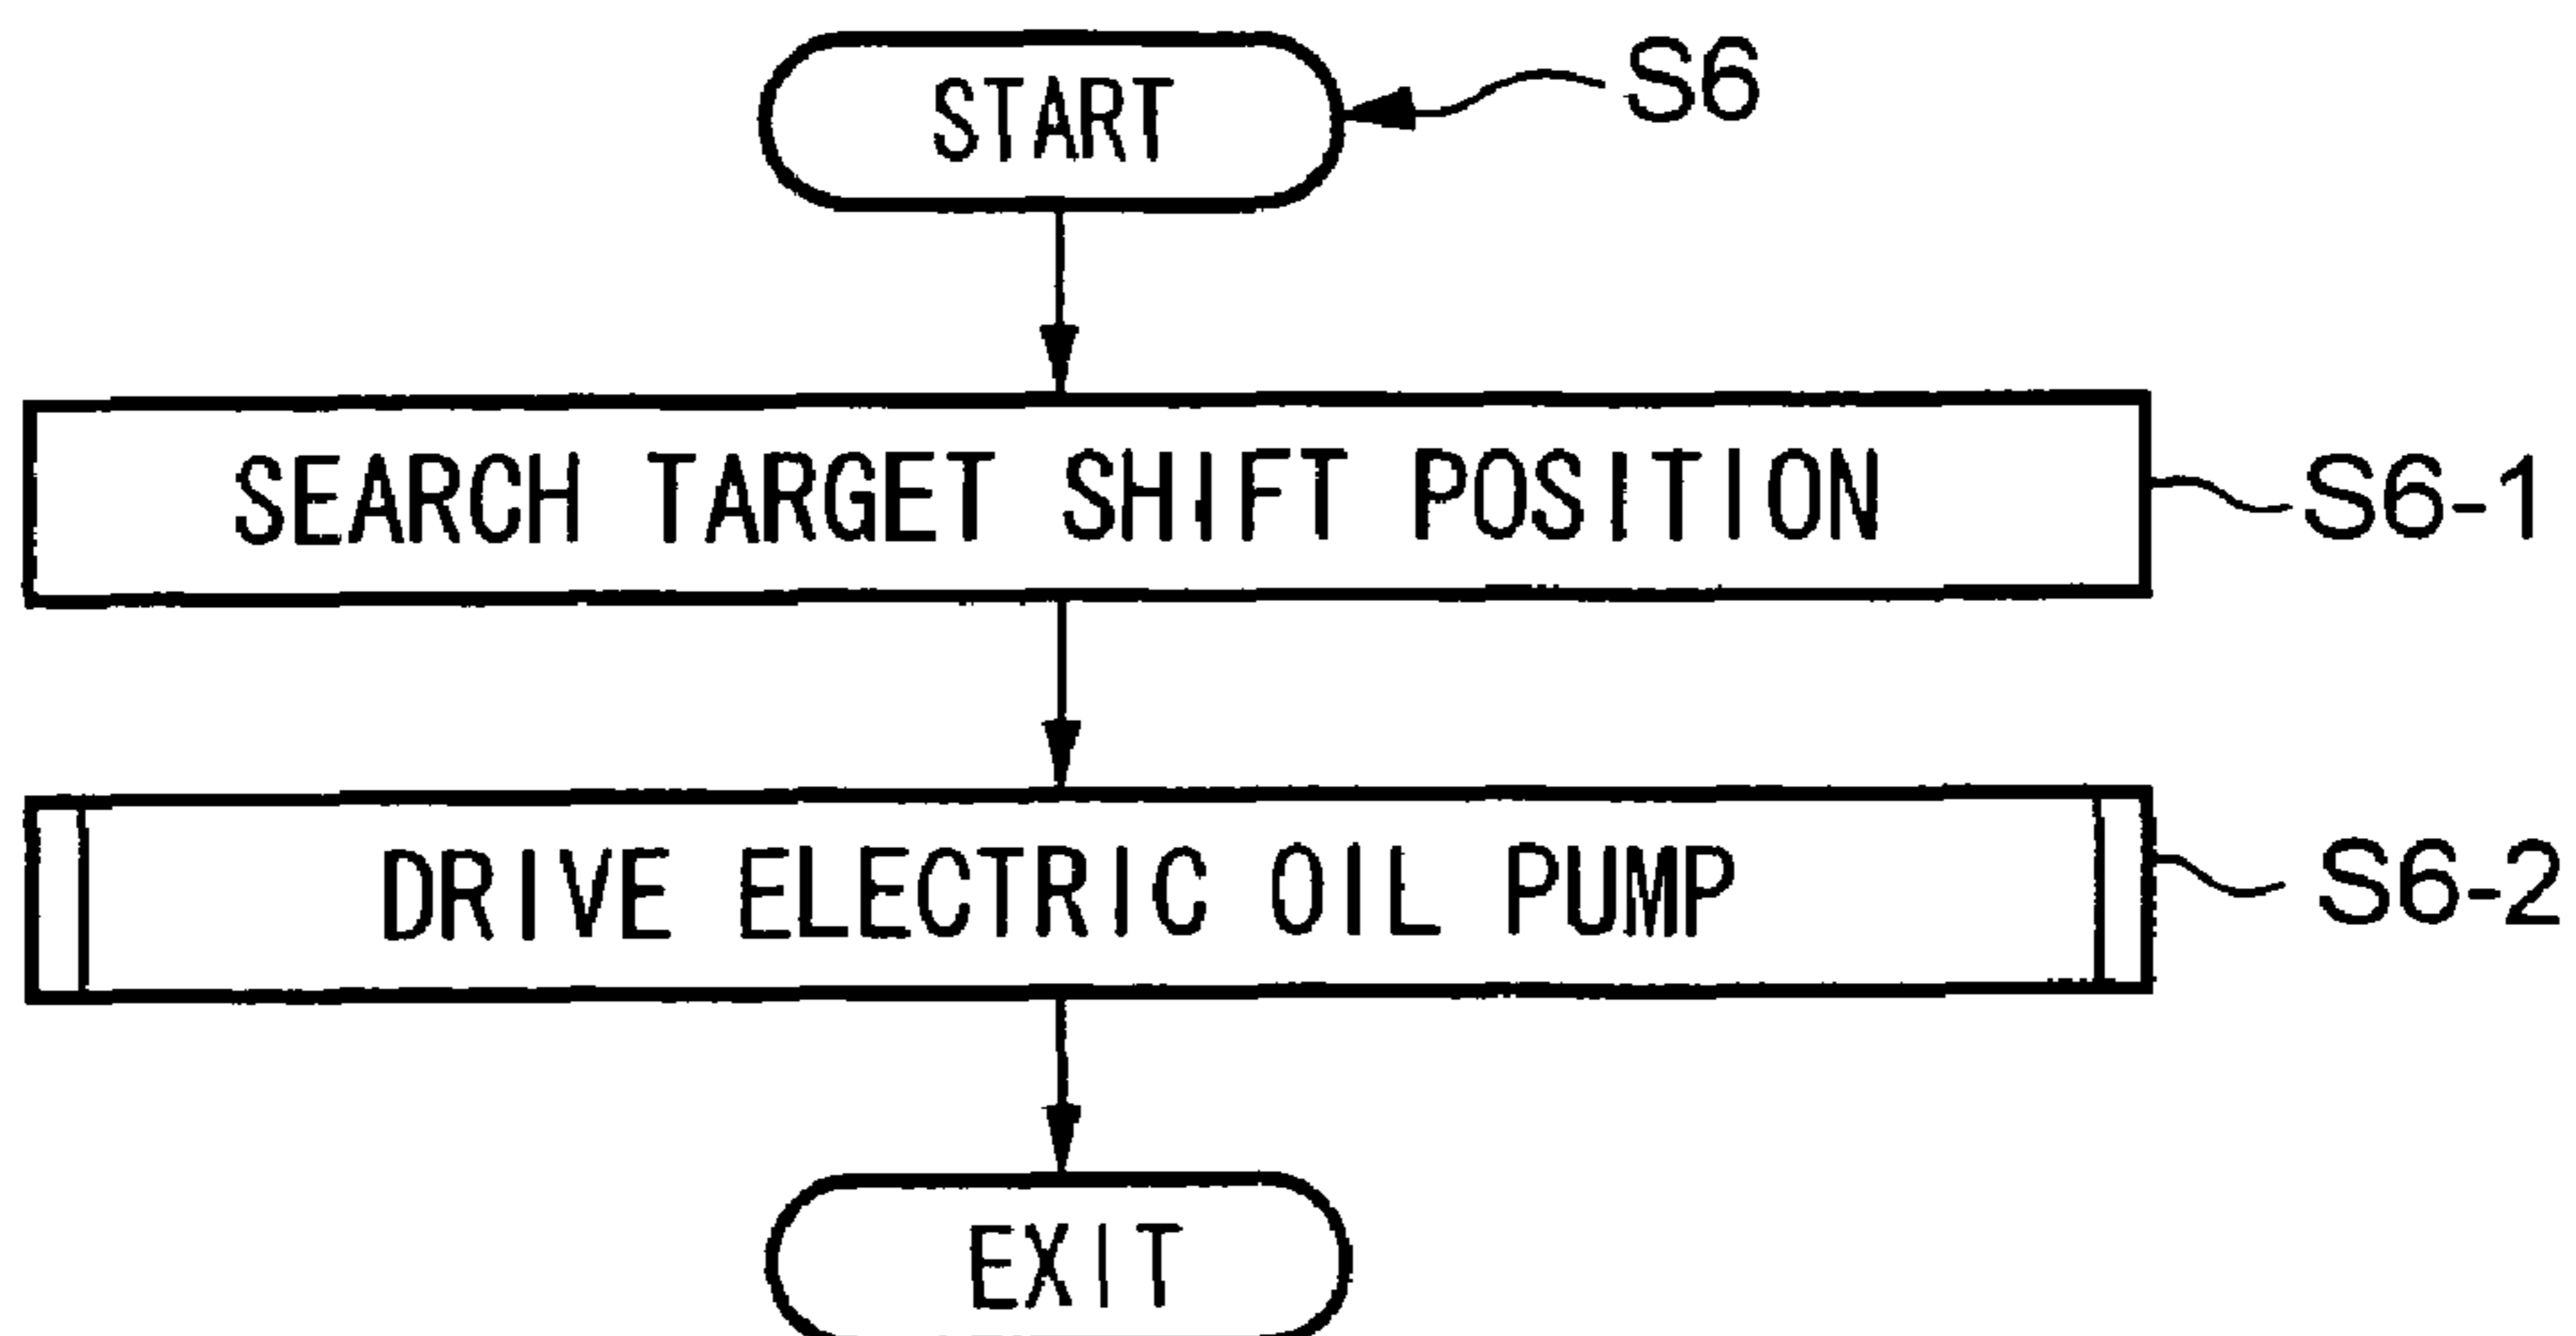 START S6
SEARCH TARGET SHIFT POSITION S6-1
DRIVE ELECTRIC OIL PUMP S6-2
EXIT